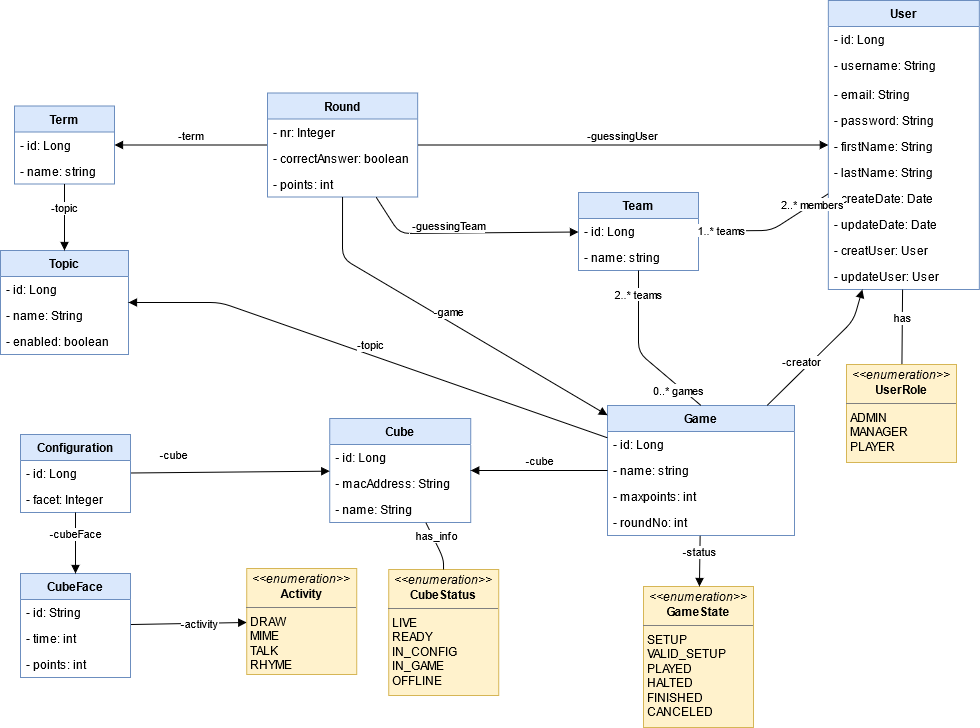 User
- id: Long
- username: String
- email: String
- password: String
- firstName: String
- lastName: String
createDate: Date
- updateDate: Date
- creatUser: User
- updateUser: User
Round
- nr: Integer
- correctAnswer: boolean
- points: int
Term
- id: Long
- name: string
-term
-guessingUser
-topic
-guessingTeam
Team
- id: Long
- name: string
2..* members
1..* teams
Topic
- id: Long
- name: String
- enabled: boolean
2..* teams
-game
-topic
has
-creator
0..* games
<<enumeration>>
UserRole
ADMIN
MANAGER
PLAYER
Game
- id: Long
- name: string
- maxpoints: int
- roundNo: int
Configuration
- id: Long
- facet: Integer
-cube
Cube
- id: Long
- macAddress: String
- name: String
-cube
-cubeFace
has_info
-status
CubeFace
- id: String
- time: int
- points: int
-activity
<<enumeration>>
Activity
DRAW
MIME
TALK
RHYME
<<enumeration>>
CubeStatus
LIVE
READY
IN_CONFIG
IN_GAME
OFFLINE
<<enumeration>>
GameState
SETUP
VALID_SETUP
PLAYED
HALTED
FINISHED
CANCELED